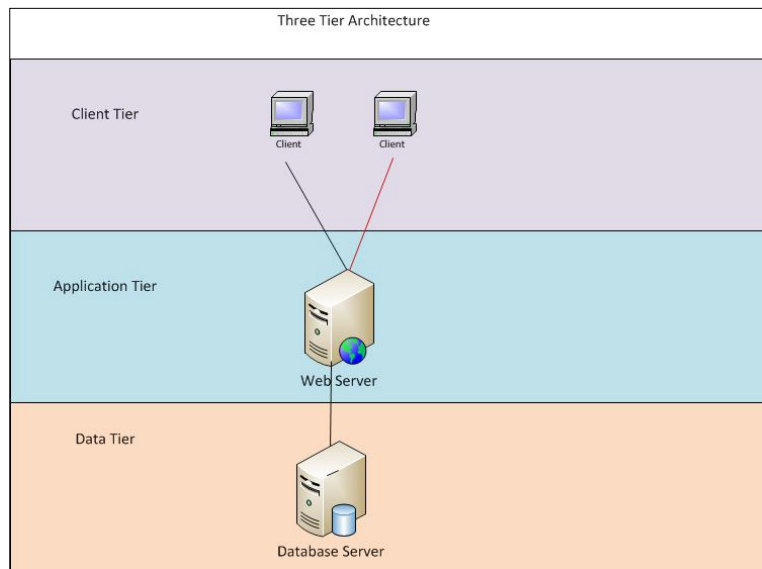 Three Tier Architecture
Client Tier
Client
Client
Application Tier
Web Server
Data Tier
Database Server